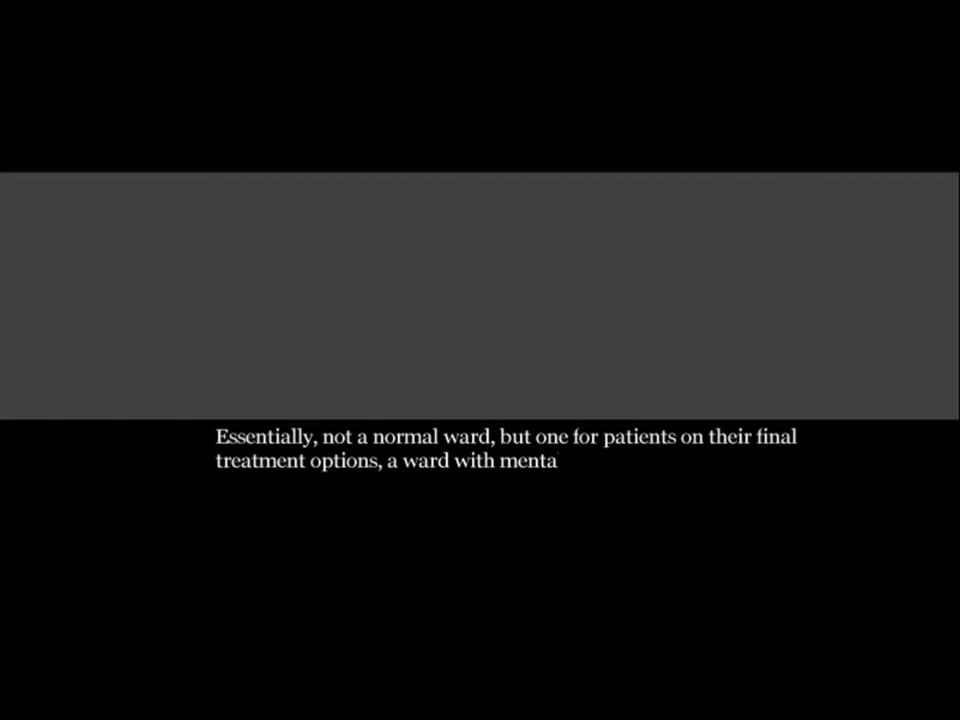 Essentially, not a normal ward, but one for patients on their final
treatment options, a ward with menta